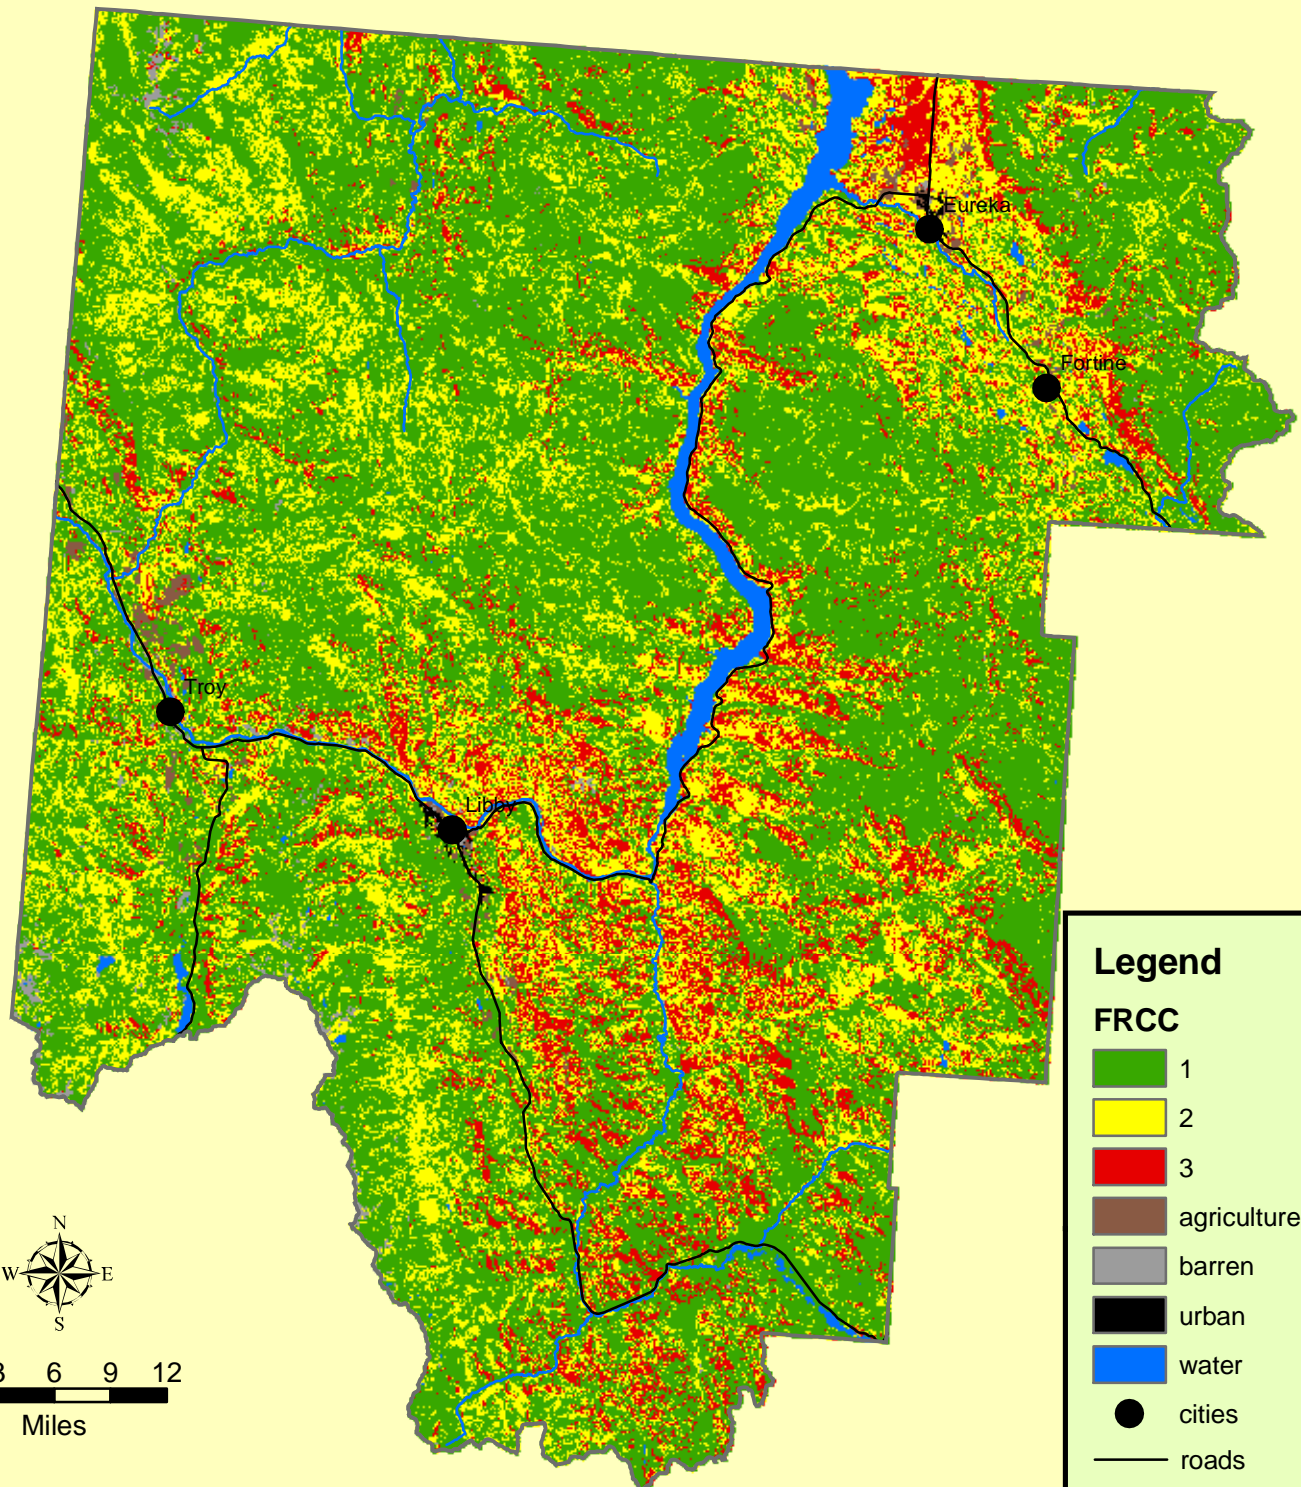 Eureka
Fortine
Troy
Libby
Legend
FRCC
1
2
3
agriculture
barren
urban
water
cities
roads
N
W E
S
6 9 12
Miles